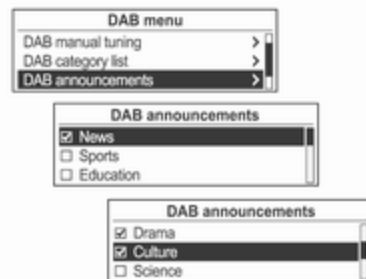 DAB menu
DAB manual tuning
DAB category list
DAB announcements
DAB announcements
News
Sports
Education
DAB announcements
Drama
Culture
Science